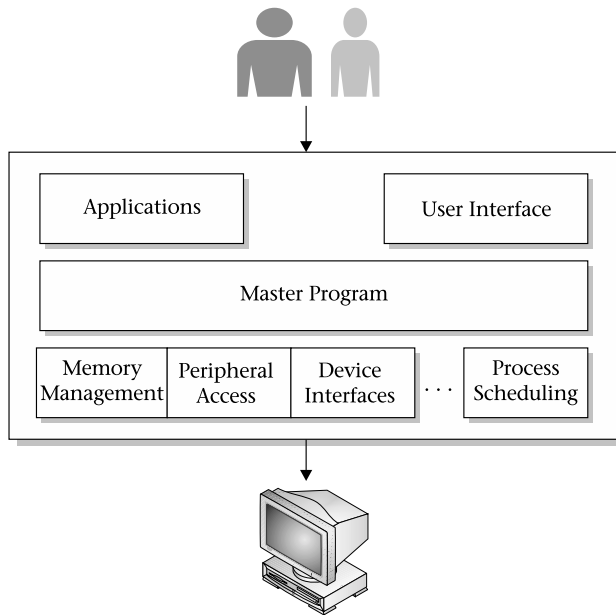 Applications
User Interface
Master Program
Memory
Management
Peripheral
Access
Device
Interfaces
. . .
Process
Scheduling